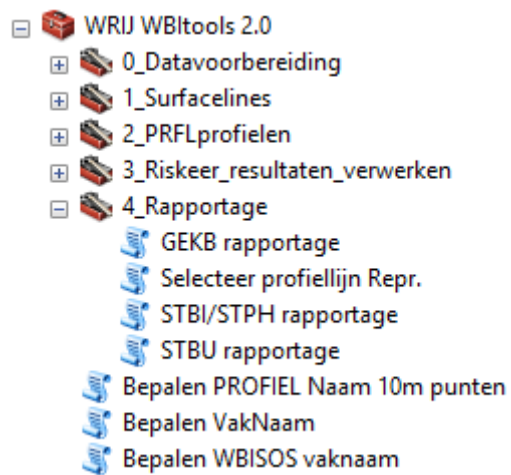 WRIJ WBItools 2.0
0_Datavoorbereiding
1_Surfacelines
2_PRFLprofielen
3_Riskeer_resultaten_verwerken
4_Rapportage
GEKB rapportage
Selecteer profiellijn Repr.
STBI/STPH rapportage
STBU rapportage
Bepalen PROFIEL Naam 10m punten
Bepalen VakNaam
Bepalen WBISOS vaknaam